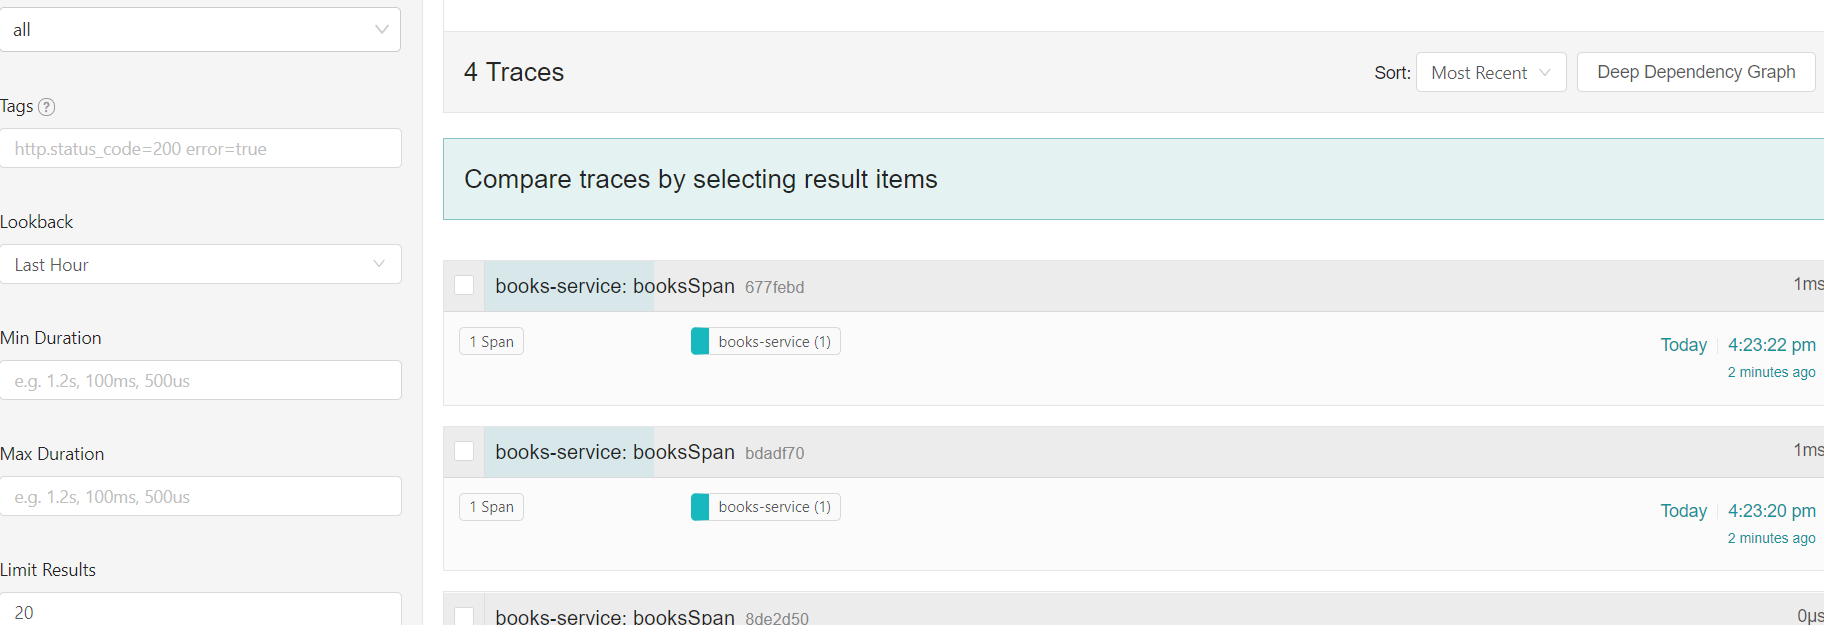 all
Tags ?
http.status_code=200 error=true
Lookback
Last Hour
Min Duration
e.g. 1.2s, 100ms, 500us
Max Duration
e.g. 1.2s, 100ms, 500us
Limit Results
20
4 Traces
Sort: Most Recent Deep Dependency Graph
Compare traces by selecting result items
books-service: booksSpan 677febd 1ms
1 Span books-service (1) Today 4:23:22 pm
2 minutes ago
books-service: booksSpan bdadf70 1ms
1 Span books-service (1) Today 4:23:20 pm
2 minutes ago
books-service: booksSpan 8de2d50 0μs